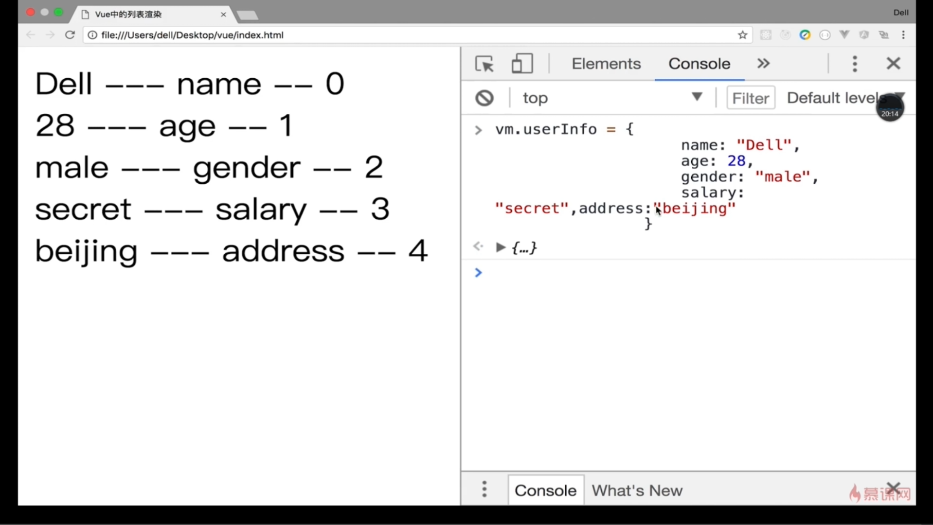 Vue中的列表渲染
Dell
file:///Users/dell/Desktop/vue/index.html
Dell --- name -- 0
28 --- age -- 1
male --- gender -- 2
secret --- salary -- 3
beijing --- address -- 4
Elements
Console
top
Filter
Default levels
20:14
vm.userInfo = {
name: "Dell",
age: 28,
gender: "male",
salary:
"secret",address:"beijing"
}
{…}
Console
What's New
慕课网